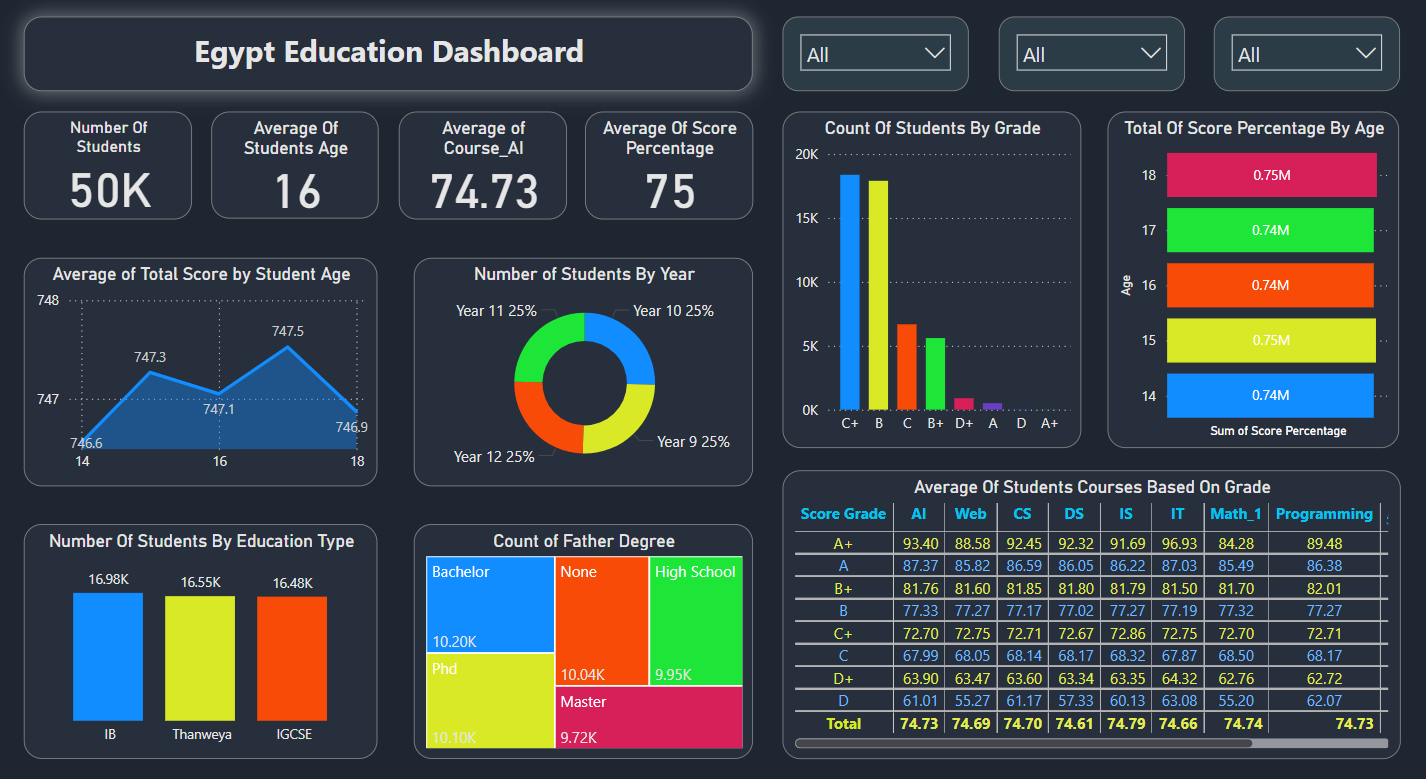 Egypt Education Dashboard
All
All
All
Number Of
Students
50K
Average Of
Students Age
16
Average of
Course_AI
74.73
Average Of Score
Percentage
75
Count Of Students By Grade
20K
15K
10K
5K
0K
C+ B C B+ D+ A D A+
Total Of Score Percentage By Age
Age
18 0.75M
17 0.74M
16 0.74M
15 0.75M
14 0.74M
Sum of Score Percentage
Average of Total Score by Student Age
748
747
746.6
747.3
747.1
747.5
746.9
14 16 18
Number of Students By Year
Year 11 25%
Year 10 25%
Year 12 25%
Year 9 25%
Number Of Students By Education Type
16.98K 16.55K 16.48K
IB Thanweya IGCSE
Count of Father Degree
Bachelor
10.20K
Phd
10.10K
None
10.04K
High School
9.95K
Master
9.72K
Average Of Students Courses Based On Grade
Score Grade AI Web CS DS IS IT Math_1 Programming
A+ 93.40 88.58 92.45 92.32 91.69 96.93 84.28 89.48
A 87.37 85.82 86.59 86.05 86.22 87.03 85.49 86.38
B+ 81.76 81.60 81.85 81.80 81.79 81.50 81.70 82.01
B 77.33 77.27 77.17 77.02 77.27 77.19 77.32 77.27
C+ 72.70 72.75 72.71 72.67 72.86 72.75 72.70 72.71
C 67.99 68.05 68.14 68.17 68.32 67.87 68.50 68.17
D+ 63.90 63.47 63.60 63.34 63.35 64.32 62.76 62.72
D 61.01 55.27 61.17 57.33 60.13 63.08 55.20 62.07
Total 74.73 74.69 74.70 74.61 74.79 74.66 74.74 74.73